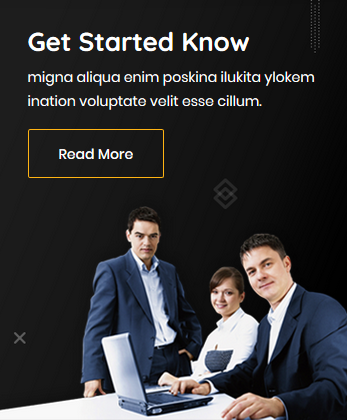 Get Started Know
migna aliqua enim poskina ilukita ylokem
ination voluptate velit esse cillum.
Read More